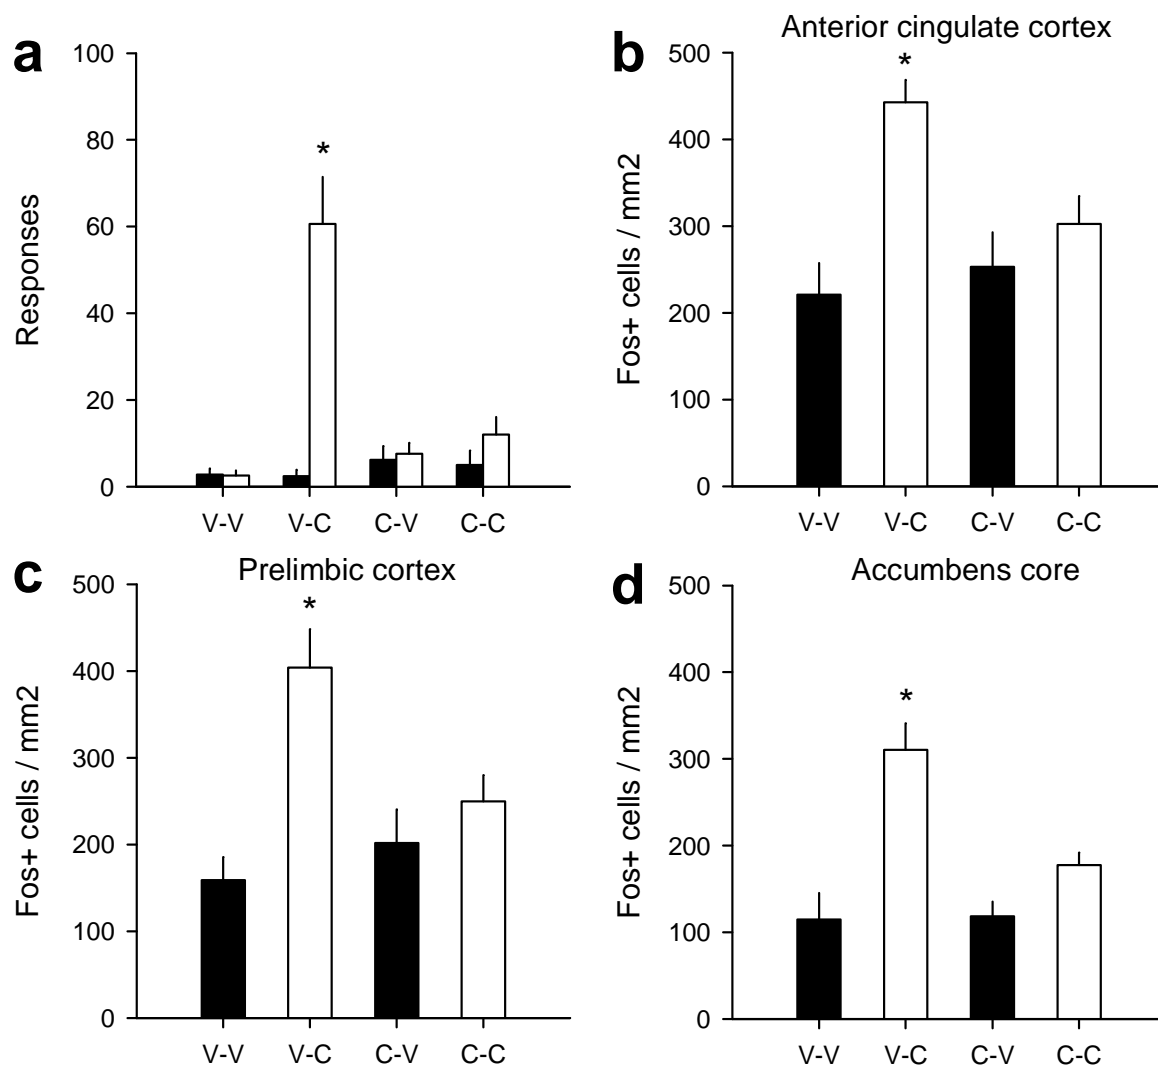 a
100
80
60
40
20
0
Responses
*
V-V
V-C
C-V
C-C
b
Anterior cingulate cortex
500
400
300
200
100
0
Fos+ cells / mm2
*
V-V
V-C
C-V
C-C
c
Prelimbic cortex
500
400
300
200
100
0
Fos+ cells / mm2
*
V-V
V-C
C-V
C-C
d
Accumbens core
500
400
300
200
100
0
Fos+ cells / mm2
*
V-V
V-C
C-V
C-C